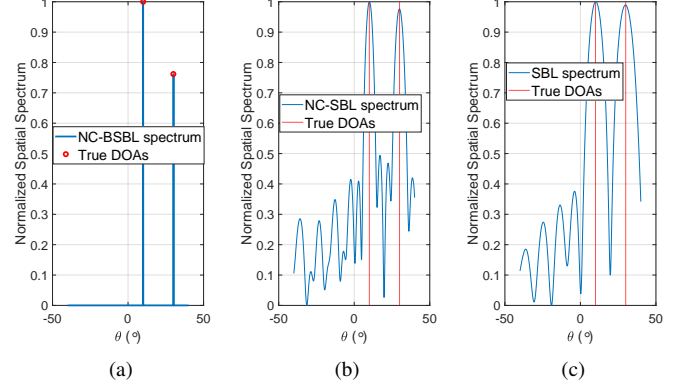 1
0.9
0.8
0.7
0.6
0.5
0.4
0.3
0.2
0.1
0
Normalized Spatial Spectrum
NC-BSBL spectrum
True DOAs
-50 0 50
θ (°)
(a)
1
0.9
0.8
0.7
0.6
0.5
0.4
0.3
0.2
0.1
0
Normalized Spatial Spectrum
NC-SBL spectrum
True DOAs
-50 0 50
θ (°)
(b)
1
0.9
0.8
0.7
0.6
0.5
0.4
0.3
0.2
0.1
0
Normalized Spatial Spectrum
SBL spectrum
True DOAs
-50 0 50
θ (°)
(c)